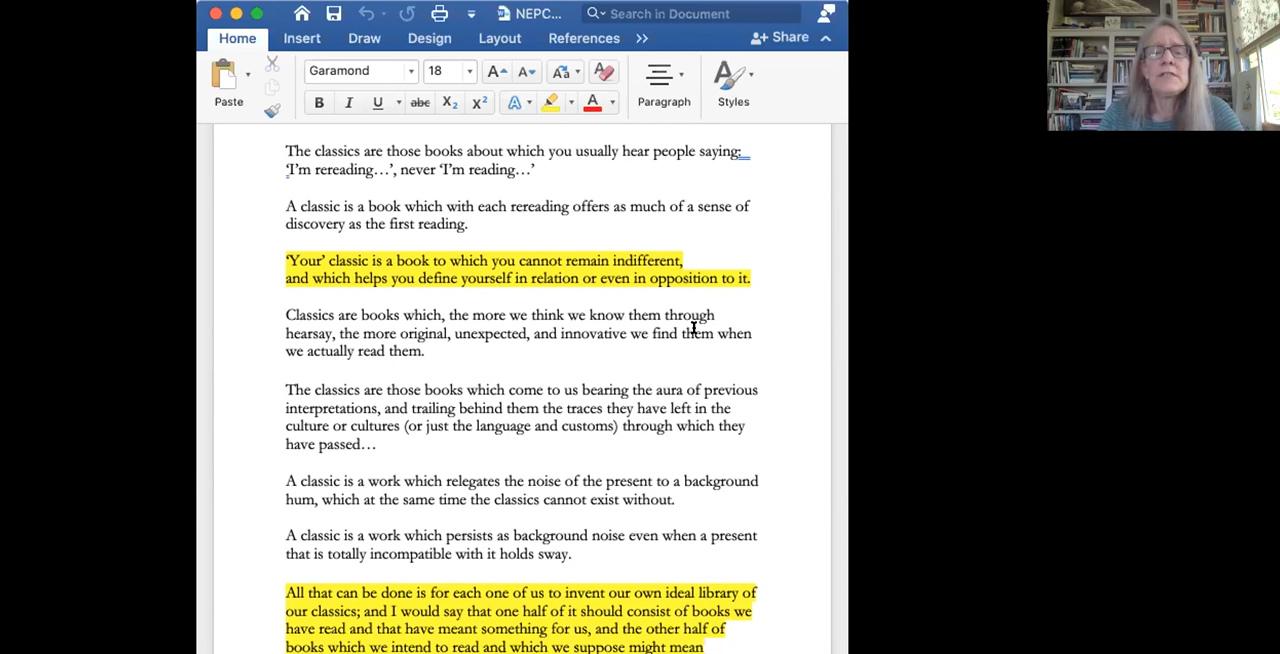 NEPC...
Search in Document
Home
Insert
Draw
Design
Layout
References
Share
Paste
Garamond
18
Paragraph
Styles
The classics are those books about which you usually hear people saying:
‘I’m rereading…’, never ‘I’m reading…’
A classic is a book which with each rereading offers as much of a sense of
discovery as the first reading.
‘Your’ classic is a book to which you cannot remain indifferent,
and which helps you define yourself in relation or even in opposition to it.
Classics are books which, the more we think we know them through
hearsay, the more original, unexpected, and innovative we find them when
we actually read them.
The classics are those books which come to us bearing the aura of previous
interpretations, and trailing behind them the traces they have left in the
culture or cultures (or just the language and customs) through which they
have passed…
A classic is a work which relegates the noise of the present to a background
hum, which at the same time the classics cannot exist without.
A classic is a work which persists as background noise even when a present
that is totally incompatible with it holds sway.
All that can be done is for each one of us to invent our own ideal library of
our classics; and I would say that one half of it should consist of books we
have read and that have meant something for us, and the other half of
books which we intend to read and which we suppose might mean